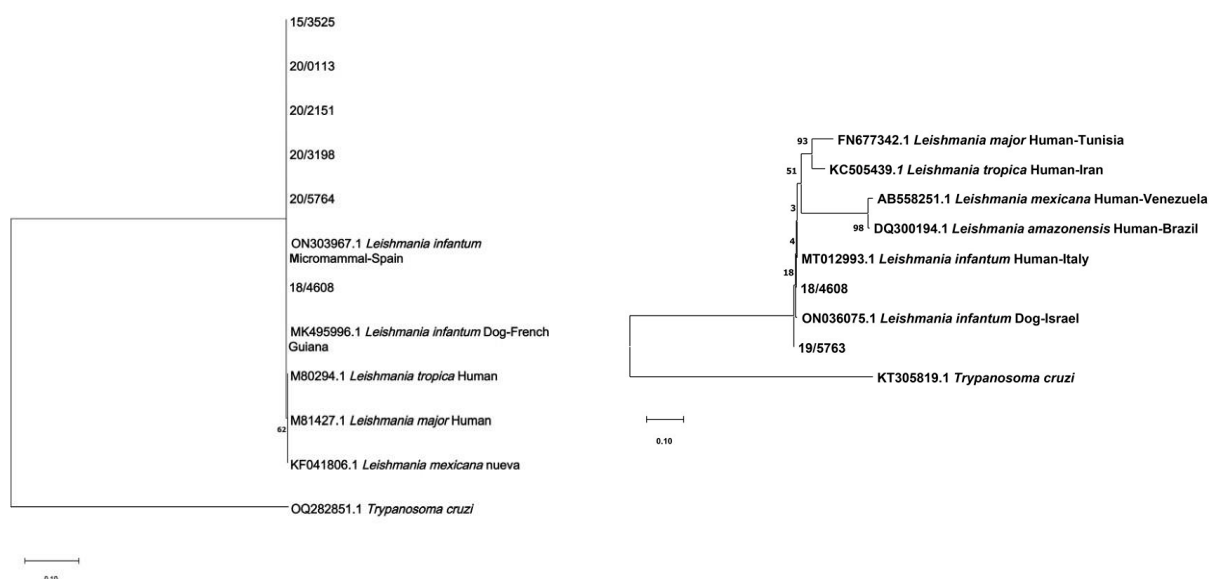 15/3525
20/0113
20/2151
20/3198
20/5764
ON303967.1 Leishmania infantum
Micromammal-Spain
18/4608
MK495996.1 Leishmania infantum Dog-French
Guiana
M80294.1 Leishmania tropica Human
M81427.1 Leishmania major Human
62
KF041806.1 Leishmania mexicana nueva
OQ282851.1 Trypanosoma cruzi
0.10
93
FN677342.1 Leishmania major Human-Tunisia
KC505439.1 Leishmania tropica Human-Iran
51
AB558251.1 Leishmania mexicana Human-Venezuela
3
98
DQ300194.1 Leishmania amazonensis Human-Brazil
4
MT012993.1 Leishmania infantum Human-Italy
18
18/4608
ON036075.1 Leishmania infantum Dog-Israel
19/5763
KT305819.1 Trypanosoma cruzi
0.10